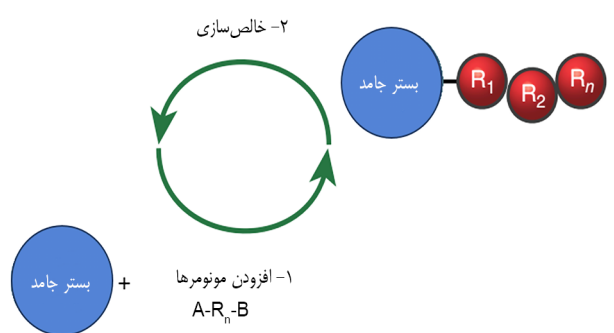 ۲- خالص‌سازی
بستر جامد
R1
R2
Rn
بستر جامد
+
۱- افزودن مونومرها
A-Rn-B